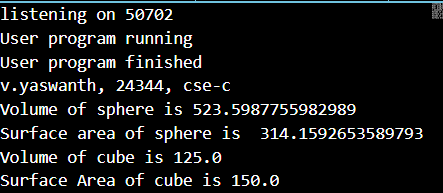 listening on 50702
User program running
User program finished
v.yaswanth, 24344, cse-c
Volume of sphere is 523.5987755982989
Surface area of sphere is  314.1592653589793
Volume of cube is 125.0
Surface Area of cube is 150.0